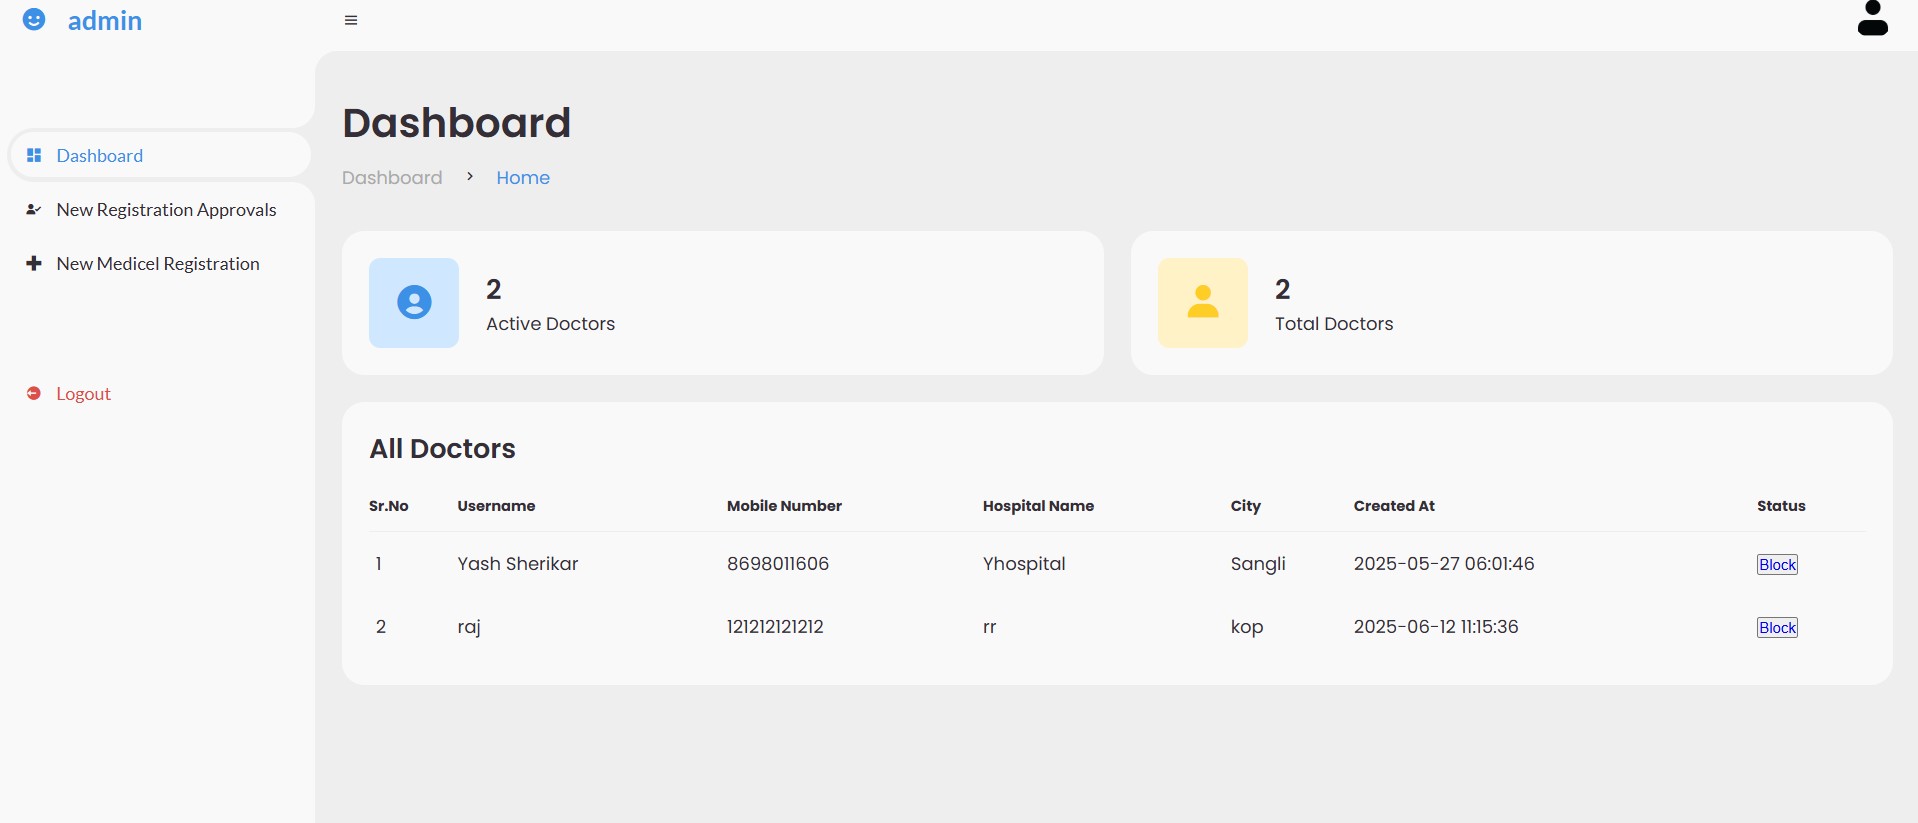 admin
Dashboard
New Registration Approvals
New Medicel Registration
Logout
Dashboard
Dashboard > Home
2
Active Doctors
2
Total Doctors
All Doctors
Sr.No Username Mobile Number Hospital Name City Created At Status
1 Yash Sherikar 8698011606 Yhospital Sangli 2025-05-27 06:01:46 Block
2 raj 121212121212 rr kop 2025-06-12 11:15:36 Block